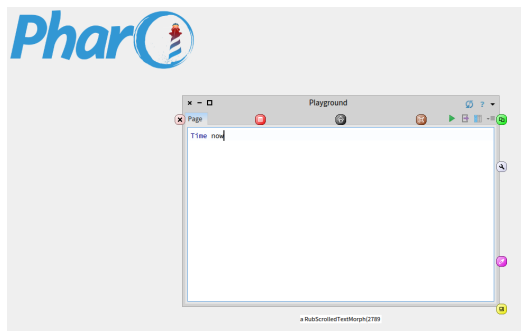 Pharo
Playground
?
Page
Time now
a RubScrolledTextMorph(2789